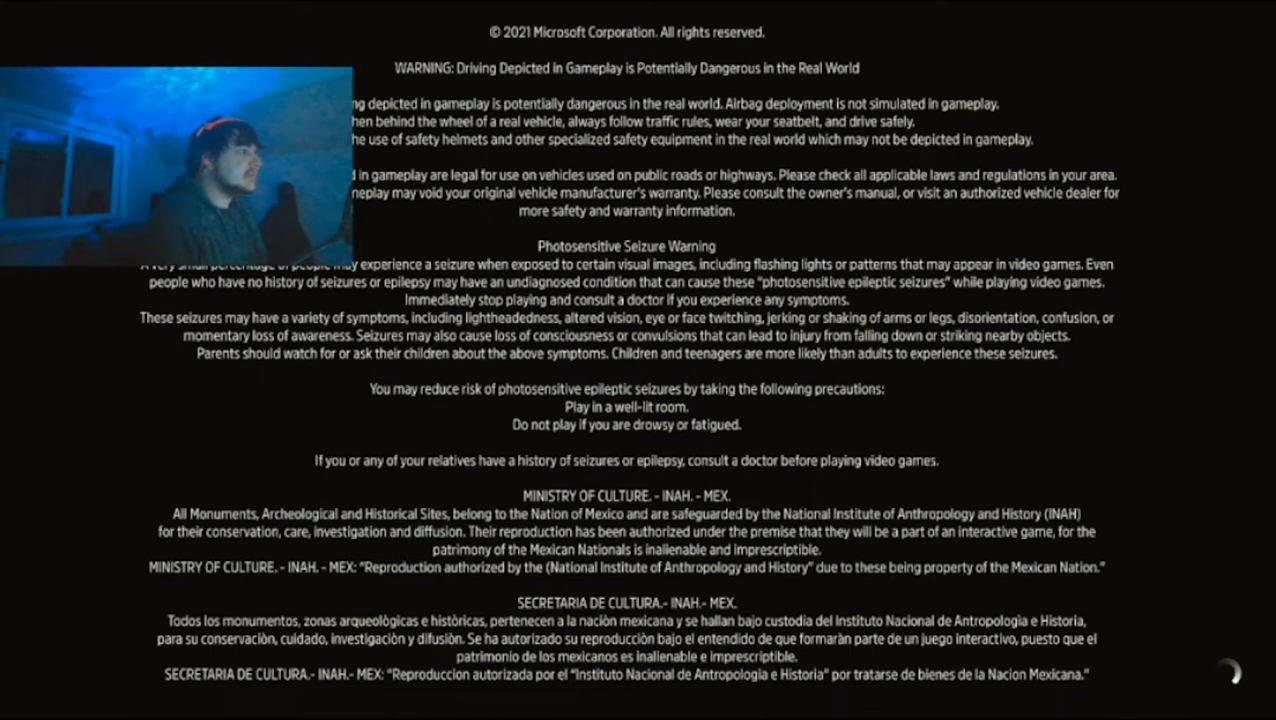 © 2021 Microsoft Corporation. All rights reserved.
WARNING: Driving Depicted in Gameplay is Potentially Dangerous in the Real World
depicted in gameplay is potentially dangerous in the real world. Airbag deployment is not simulated in gameplay.
behind the wheel of a real vehicle, always follow traffic rules, wear your seatbelt, and drive safely.
use of safety helmets and other specialized safety equipment in the real world which may not be depicted in gameplay.
in gameplay are legal for use on vehicles used on public roads or highways. Please check all applicable laws and regulations in your area.
may void your original vehicle manufacturer's warranty. Please consult the owner's manual, or visit an authorized vehicle dealer for
more safety and warranty information.
Photosensitive Seizure Warning
A very small percentage of people may experience a seizure when exposed to certain visual images, including flashing lights or patterns that may appear in video games. Even
people who have no history of seizures or epilepsy may have an undiagnosed condition that can cause these "photosensitive epileptic seizures" while playing video games.
Immediately stop playing and consult a doctor if you experience any symptoms.
These seizures may have a variety of symptoms, including lightheadedness, altered vision, eye or face twitching, jerking or shaking of arms or legs, disorientation, confusion, or
momentary loss of awareness. Seizures may also cause loss of consciousness or convulsions that can lead to injury from falling down or striking nearby objects.
Parents should watch for or ask their children about the above symptoms. Children and teenagers are more likely than adults to experience these seizures.
You may reduce risk of photosensitive epileptic seizures by taking the following precautions:
Play in a well-lit room.
Do not play if you are drowsy or fatigued.
If you or any of your relatives have a history of seizures or epilepsy, consult a doctor before playing video games.
MINISTRY OF CULTURE. - INAH. - MEX.
All Monuments, Archeological and Historical Sites, belong to the Nation of Mexico and are safeguarded by the National Institute of Anthropology and History (INAH)
for their conservation, care, investigation and diffusion. Their reproduction has been authorized under the premise that they will be a part of an interactive game, for the
patrimony of the Mexican Nationals is inalienable and imprescriptible.
MINISTRY OF CULTURE. - INAH. - MEX: "Reproduction authorized by the (National Institute of Anthropology and History" due to these being property of the Mexican Nation."
SECRETARIA DE CULTURA.- INAH.- MEX.
Todos los monumentos, zonas arqueològicas e històricas, pertenecen a la naciòn mexicana y se hallan bajo custodia del Instituto Nacional de Antropologìa e Historia,
para su conservaciòn, cuidado, investigaciòn y difusiòn. Se ha autorizado su reproducciòn bajo el entendido de que formaràn parte de un juego interactivo, puesto que el
patrimonio de los mexicanos es inalienable e imprescriptible.
SECRETARIA DE CULTURA.- INAH.- MEX: "Reproduccion autorizada por el "Instituto Nacional de Antropologia e Historia" por tratarse de bienes de la Nacion Mexicana."